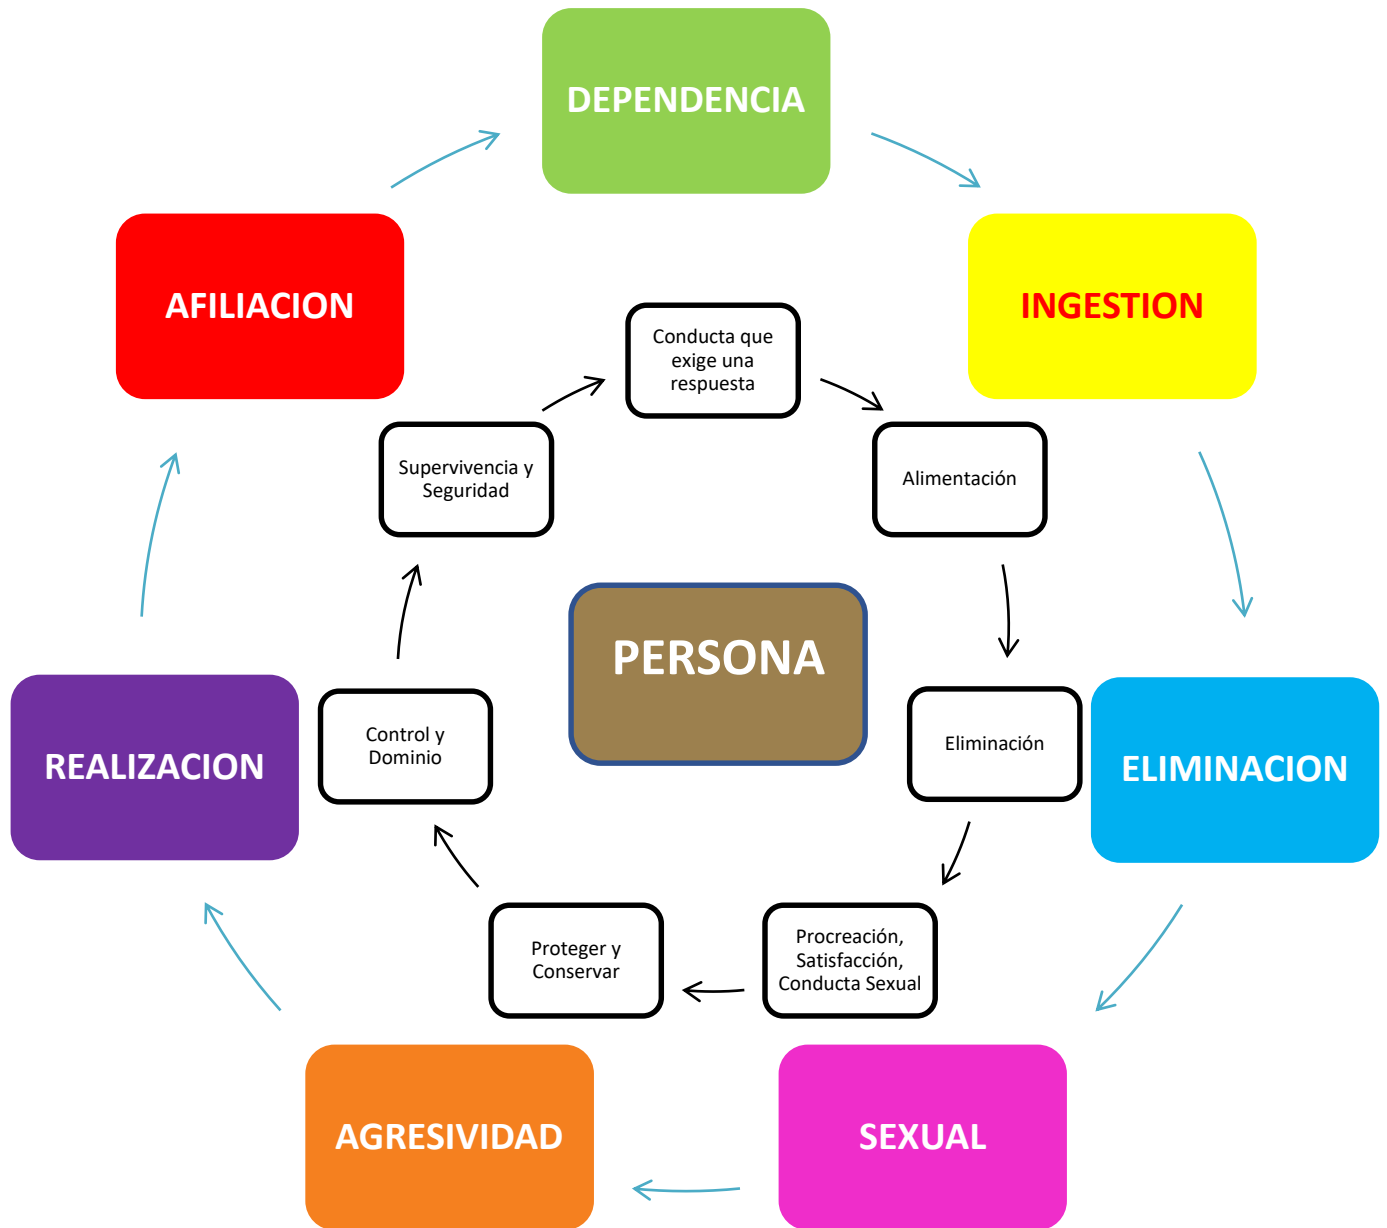 DEPENDENCIA
AFILIACION
INGESTION
Conducta que
exige una
respuesta
Supervivencia y
Seguridad
Alimentación
PERSONA
Control y
Dominio
Eliminación
REALIZACION
ELIMINACION
Proteger y
Conservar
Procreación,
Satisfacción,
Conducta Sexual
AGRESIVIDAD
SEXUAL